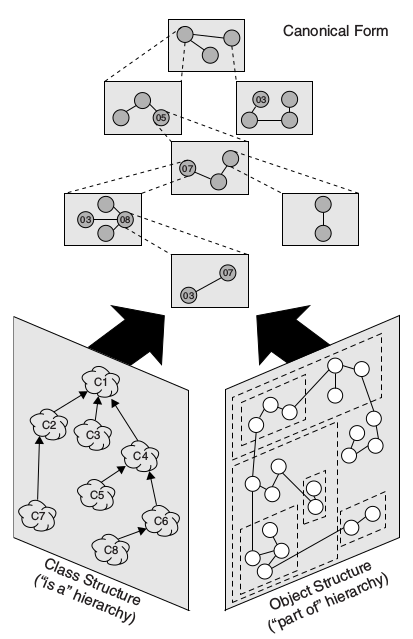 Canonical Form
05
03
07
03
08
07
03
C1
C2
C3
C4
C5
C6
C7
C8
Class Structure
("is a" hierarchy)
Object Structure
("part of" hierarchy)